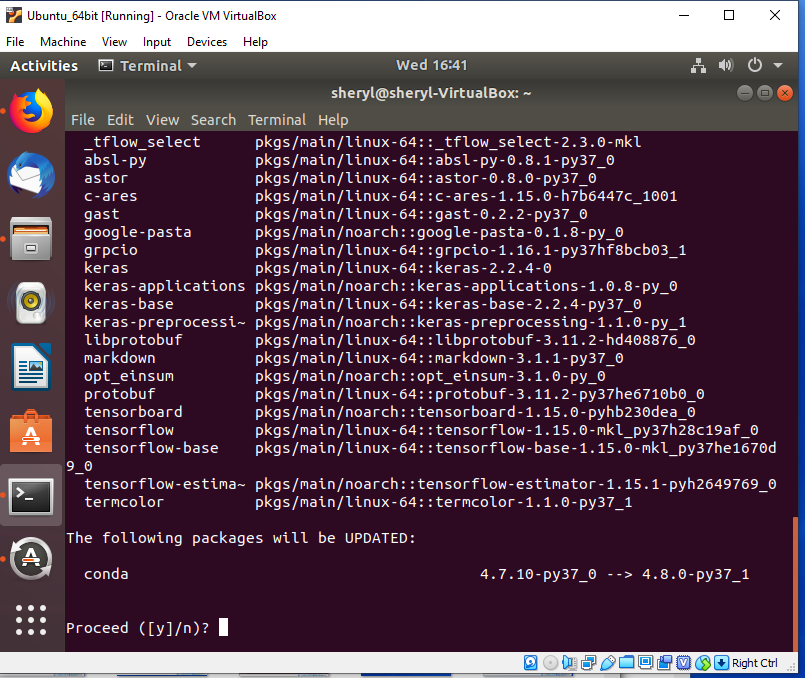 Ubuntu_64bit [Running] - Oracle VM VirtualBox
File Machine View Input Devices Help
Activities Terminal Wed 16:41
sheryl@sheryl-VirtualBox: ~
File Edit View Search Terminal Help
_tflow_select pkgs/main/linux-64::_tflow_select-2.3.0-mkl
absl-py pkgs/main/linux-64::absl-py-0.8.1-py37_0
astor pkgs/main/linux-64::astor-0.8.0-py37_0
c-ares pkgs/main/linux-64::c-ares-1.15.0-h7b6447c_1001
gast pkgs/main/linux-64::gast-0.2.2-py37_0
google-pasta pkgs/main/noarch::google-pasta-0.1.8-py_0
grpcio pkgs/main/linux-64::grpcio-1.16.1-py37hf8bcb03_1
keras pkgs/main/linux-64::keras-2.2.4-0
keras-applications pkgs/main/noarch::keras-applications-1.0.8-py_0
keras-base pkgs/main/linux-64::keras-base-2.2.4-py37_0
keras-preprocessi~ pkgs/main/noarch::keras-preprocessing-1.1.0-py_1
libprotobuf pkgs/main/linux-64::libprotobuf-3.11.2-hd408876_0
markdown pkgs/main/linux-64::markdown-3.1.1-py37_0
opt_einsum pkgs/main/noarch::opt_einsum-3.1.0-py_0
protobuf pkgs/main/linux-64::protobuf-3.11.2-py37he6710b0_0
tensorboard pkgs/main/noarch::tensorboard-1.15.0-pyhb230dea_0
tensorflow pkgs/main/linux-64::tensorflow-1.15.0-mkl_py37h28c19af_0
tensorflow-base pkgs/main/linux-64::tensorflow-base-1.15.0-mkl_py37he1670d
9_0
tensorflow-estima~ pkgs/main/noarch::tensorflow-estimator-1.15.1-pyh2649769_0
termcolor pkgs/main/linux-64::termcolor-1.1.0-py37_1
The following packages will be UPDATED:
conda 4.7.10-py37_0 --> 4.8.0-py37_1
Proceed ([y]/n)?
Right Ctrl